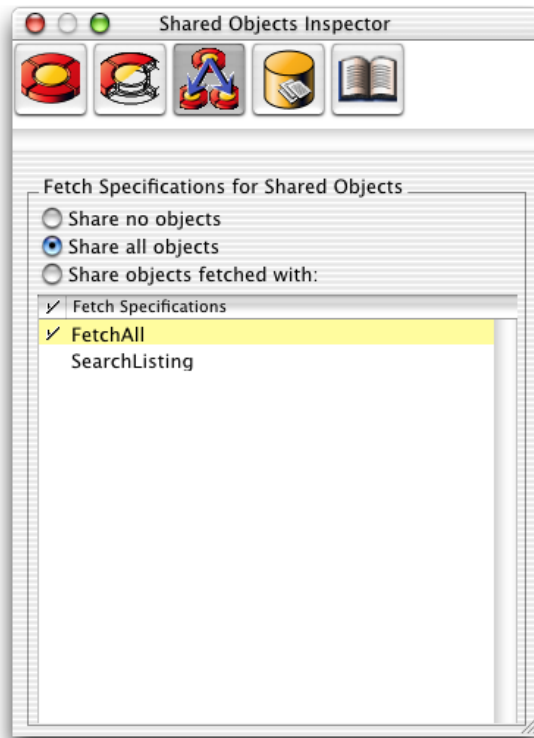 Shared Objects Inspector
Fetch Specifications for Shared Objects
Share no objects
Share all objects
Share objects fetched with:
Fetch Specifications
FetchAll
SearchListing